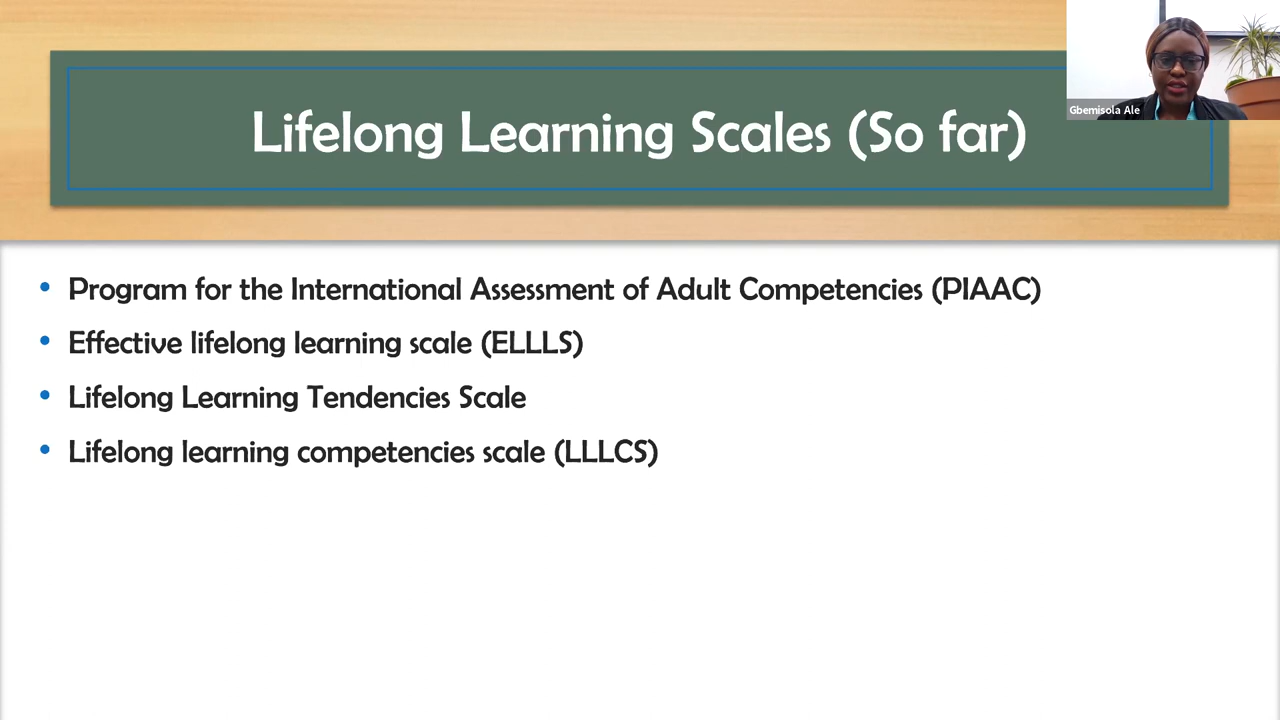 Lifelong Learning Scales (So far)
Gbemisola Ale
Program for the International Assessment of Adult Competencies (PIAAC)
Effective lifelong learning scale (ELLLS)
Lifelong Learning Tendencies Scale
Lifelong learning competencies scale (LLLCS)